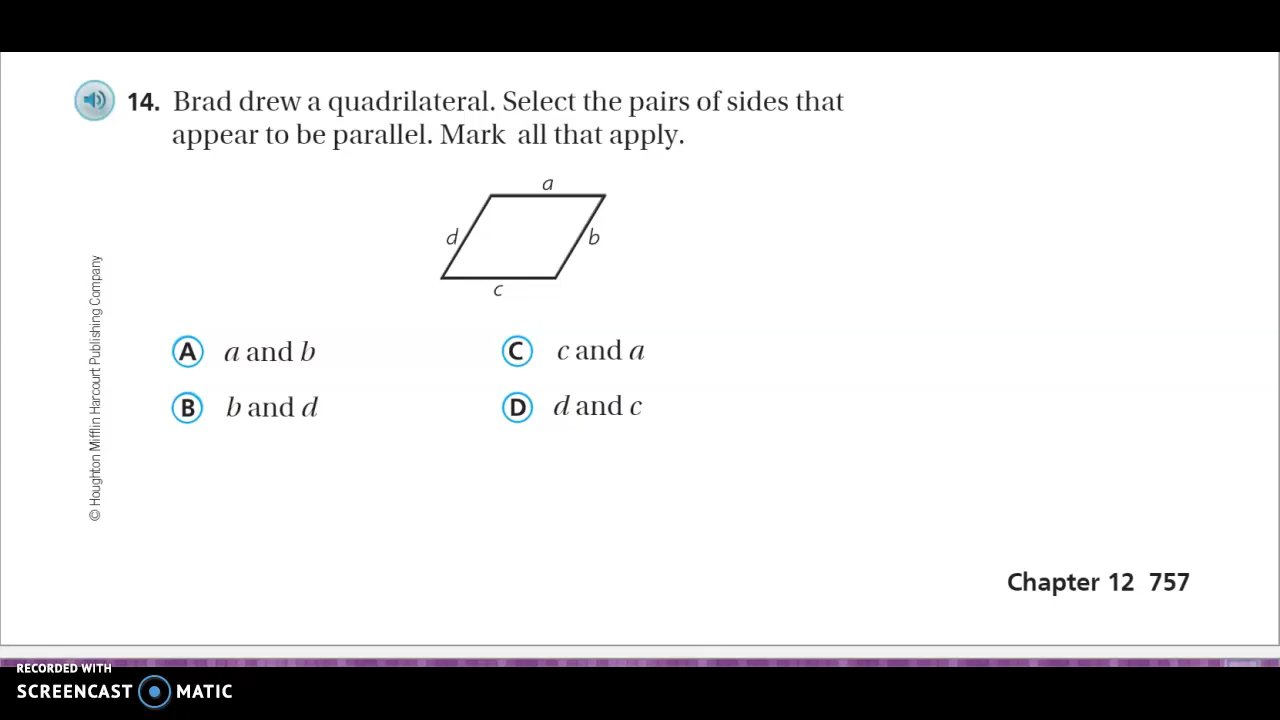 14. Brad drew a quadrilateral. Select the pairs of sides that
appear to be parallel. Mark all that apply.
a
d
b
c
A a and b
C c and a
B b and d
D d and c
© Houghton Mifflin Harcourt Publishing Company
Chapter 12 757
RECORDED WITH
SCREENCAST MATIC